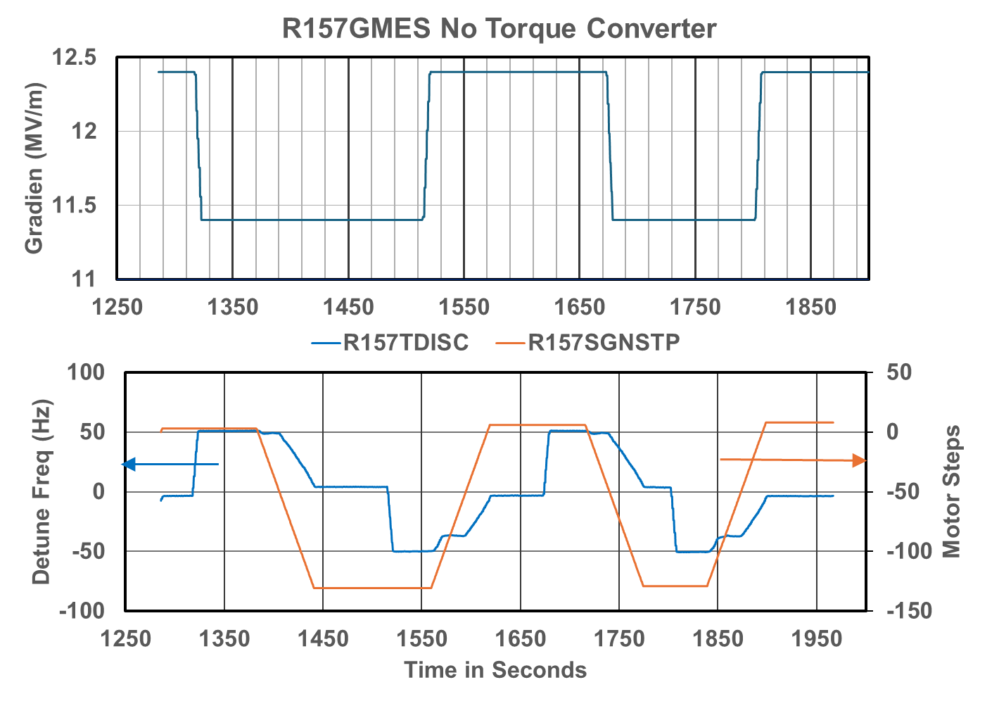 R157GMES No Torque Converter
Gradien (MV/m)
12.5
12
11.5
11
1250 1350 1450 1550 1650 1750 1850
R157TDISC R157SGNSTP
Detune Freq (Hz)
100
50
0
-50
-100
50
0
-50
-100
-150
Motor Steps
1250 1350 1450 1550 1650 1750 1850 1950
Time in Seconds